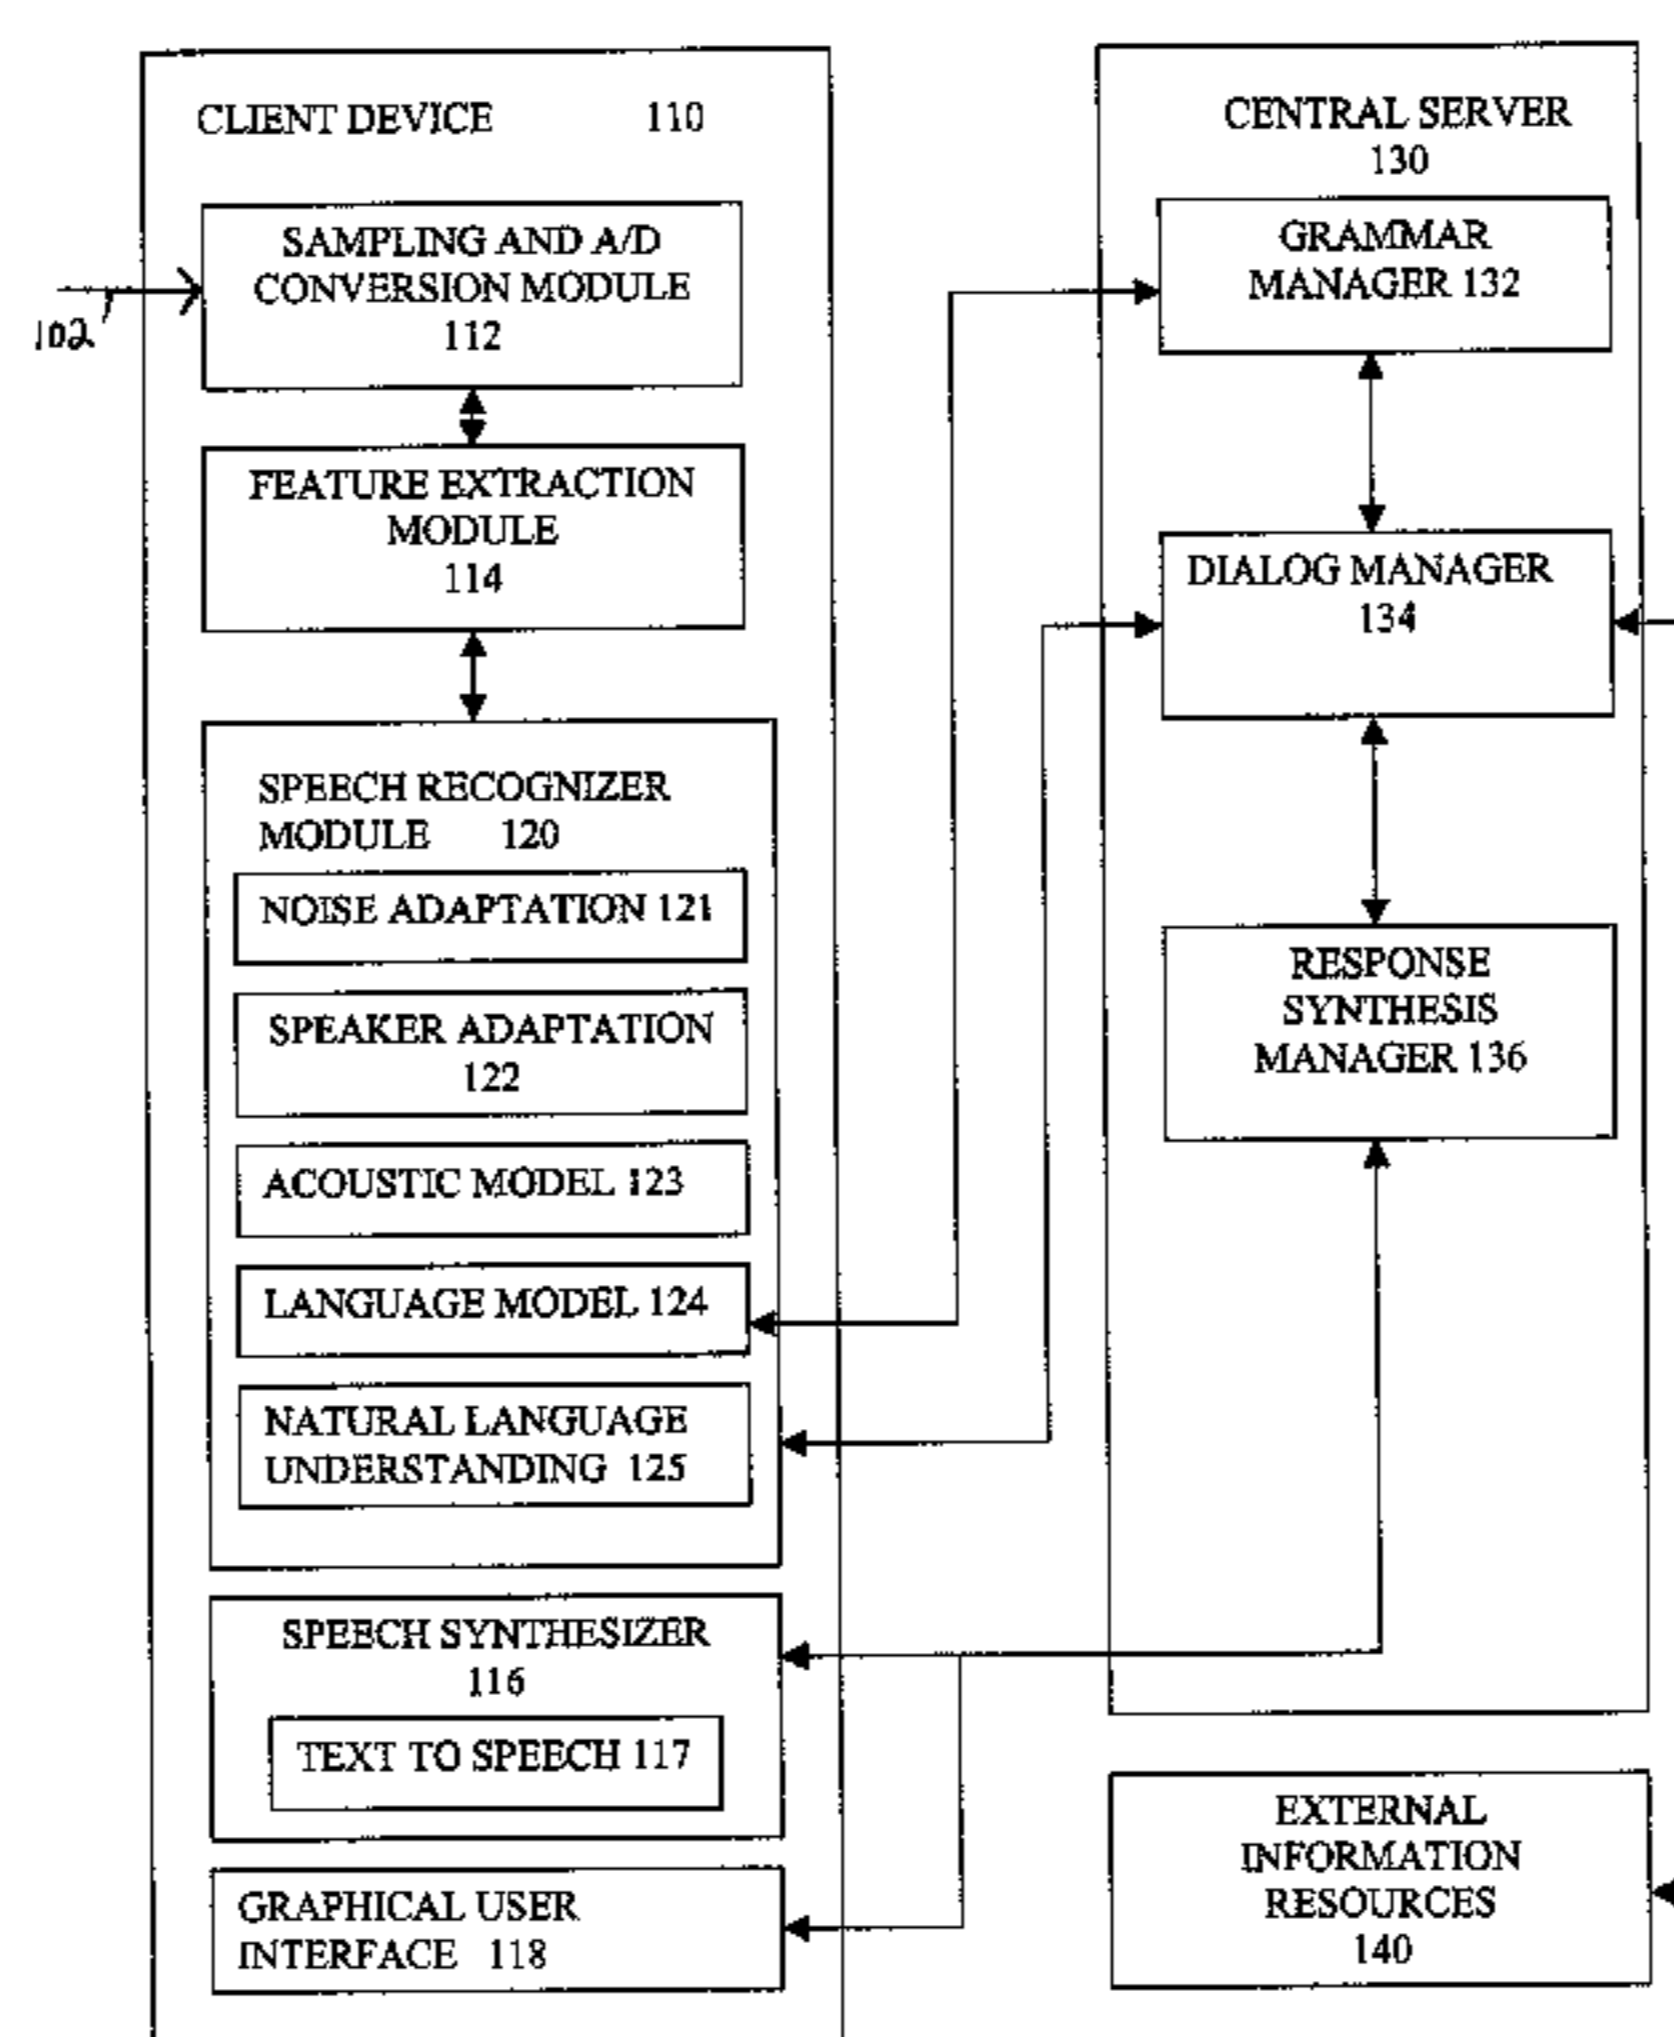 CLIENT DEVICE 110
102
SAMPLING AND A/D
CONVERSION MODULE
112
FEATURE EXTRACTION
MODULE
114
SPEECH RECOGNIZER
MODULE 120
NOISE ADAPTATION 121
SPEAKER ADAPTATION
122
ACOUSTIC MODEL 123
LANGUAGE MODEL 124
NATURAL LANGUAGE
UNDERSTANDING 125
SPEECH SYNTHESIZER
116
TEXT TO SPEECH 117
GRAPHICAL USER
INTERFACE 118
CENTRAL SERVER
130
GRAMMAR
MANAGER 132
DIALOG MANAGER
134
RESPONSE
SYNTHESIS
MANAGER 136
EXTERNAL
INFORMATION
RESOURCES
140